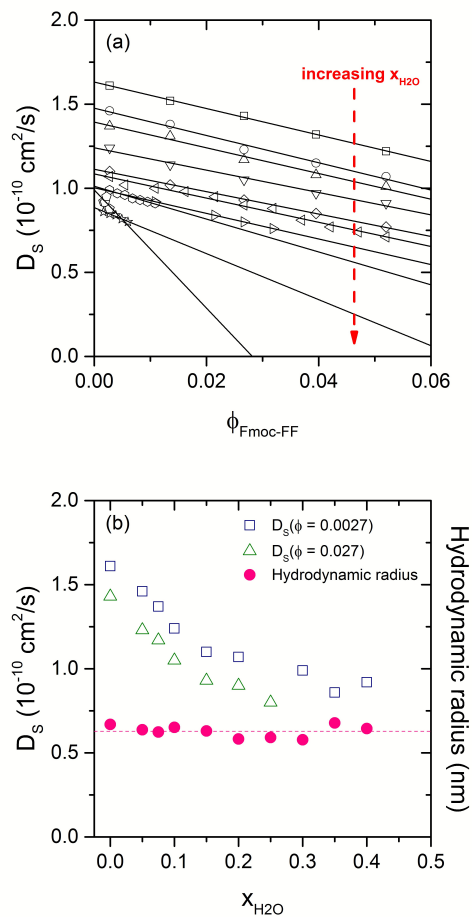 (a)
increasing x_H2O
2.0
1.5
1.0
0.5
0.0
D_S (10^-10 cm^2/s)
0.00 0.02 0.04 0.06
ϕ_Fmoc-FF
(b)
D_S(ϕ = 0.0027)
D_S(ϕ = 0.027)
Hydrodynamic radius
2.0
1.5
1.0
0.5
0.0
D_S (10^-10 cm^2/s)
Hydrodynamic radius (nm)
0.0 0.1 0.2 0.3 0.4 0.5
x_H2O